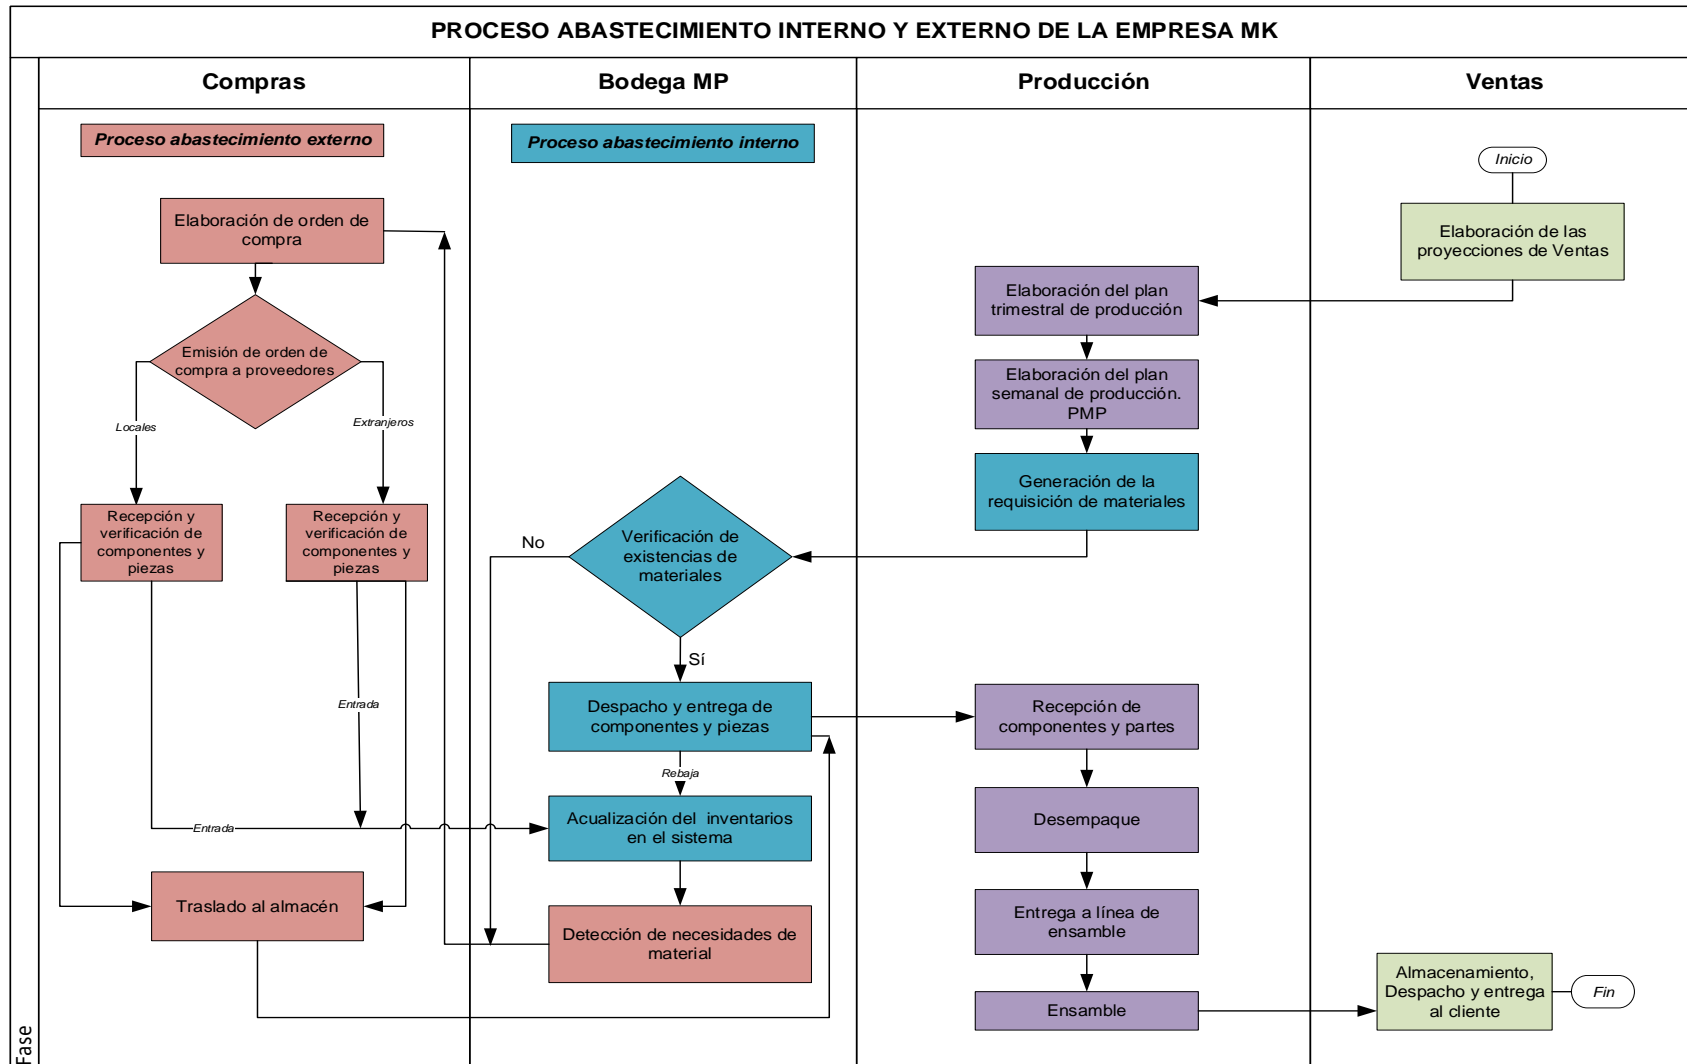 PROCESO ABASTECIMIENTO INTERNO Y EXTERNO DE LA EMPRESA MK
Compras
Bodega MP
Producción
Ventas
Proceso abastecimiento externo
Elaboración de orden de
compra
Emisión de orden de
compra a proveedores
Locales
Extranjeros
Recepción y
verificación de
componentes y
piezas
Recepción y
verificación de
componentes y
piezas
Entrada
Entrada
Traslado al almacén
Proceso abastecimiento interno
Verificación de
existencias de
materiales
No
Sí
Despacho y entrega de
componentes y piezas
Rebaja
Acualización del inventarios
en el sistema
Detección de necesidades de
material
Elaboración del plan
trimestral de producción
Elaboración del plan
semanal de producción.
PMP
Generación de la
requisición de materiales
Recepción de
componentes y partes
Desempaque
Entrega a línea de
ensamble
Ensamble
Inicio
Elaboración de las
proyecciones de Ventas
Almacenamiento,
Despacho y entrega
al cliente
Fin
Fase